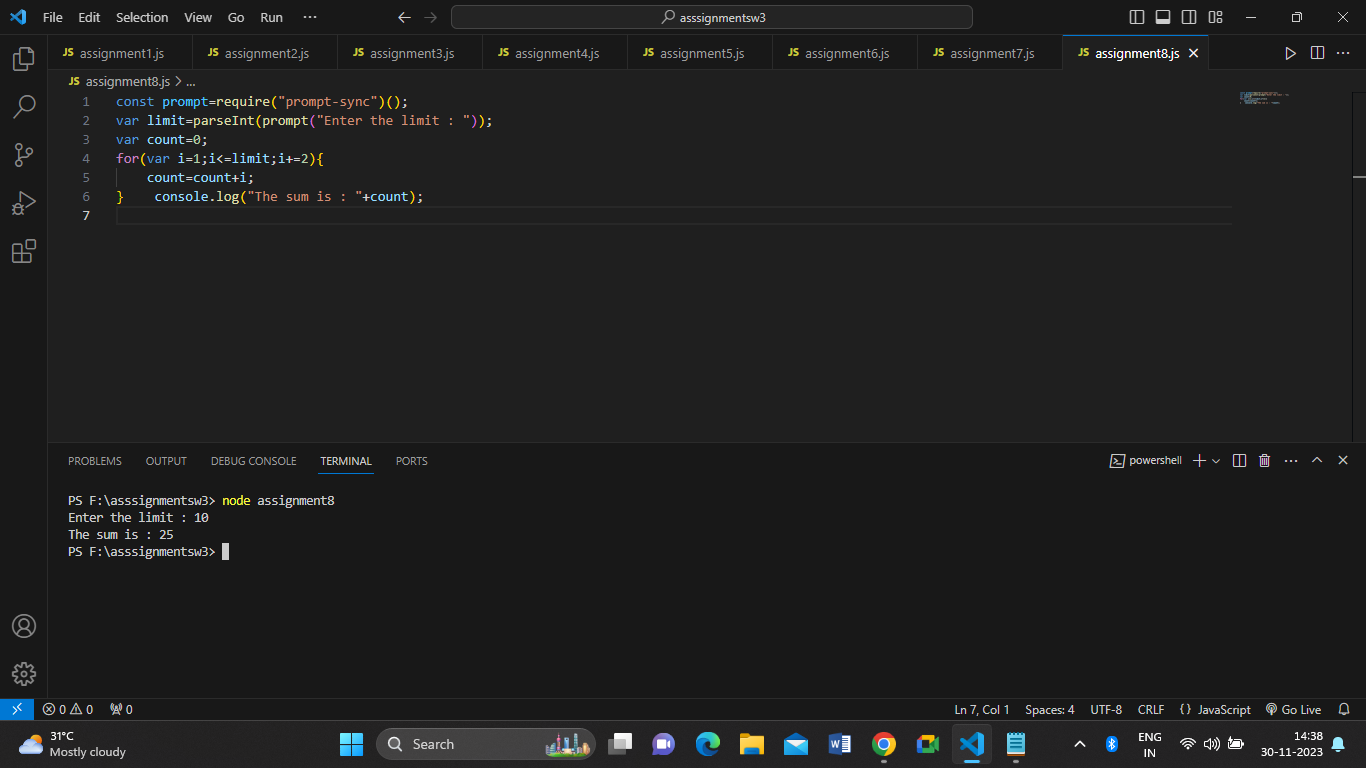 File Edit Selection View Go Run ··· asssignmentsw3
JS assignment1.js JS assignment2.js JS assignment3.js JS assignment4.js JS assignment5.js JS assignment6.js JS assignment7.js JS assignment8.js
JS assignment8.js > ...
1 const prompt=require("prompt-sync")();
2 var limit=parseInt(prompt("Enter the limit : "));
3 var count=0;
4 for(var i=1;i<=limit;i+=2){
5     count=count+i;
6 }    console.log("The sum is : "+count);
7
PROBLEMS OUTPUT DEBUG CONSOLE TERMINAL PORTS powershell
PS F:\asssignmentsw3> node assignment8
Enter the limit : 10
The sum is : 25
PS F:\asssignmentsw3>
0 0 0 Ln 7, Col 1 Spaces: 4 UTF-8 CRLF {} JavaScript Go Live
31°C
Mostly cloudy
Search
ENG
IN
14:38
30-11-2023